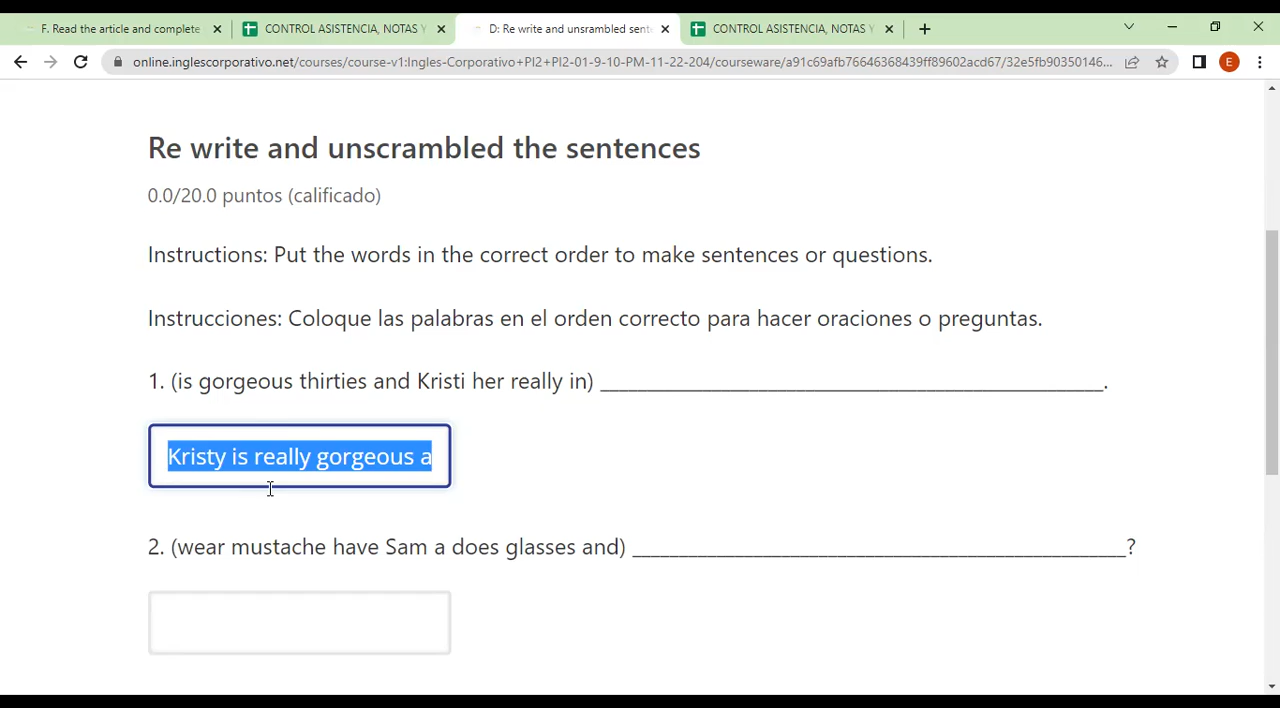 F. Read the article and complete
CONTROL ASISTENCIA, NOTAS Y
D: Re write and unscrambled sent
CONTROL ASISTENCIA, NOTAS Y
online.inglescorporativo.net/courses/course-v1:Ingles-Corporativo+PI2+PI2-01-9-10-PM-11-22-204/courseware/a91c69afb76646368439ff89602acd67/32e5fb90350146...
E
Re write and unscrambled the sentences
0.0/20.0 puntos (calificado)
Instructions: Put the words in the correct order to make sentences or questions.
Instrucciones: Coloque las palabras en el orden correcto para hacer oraciones o preguntas.
1. (is gorgeous thirties and Kristi her really in) ______________________________________________.
Kristy is really gorgeous a
2. (wear mustache have Sam a does glasses and) ______________________________________________?